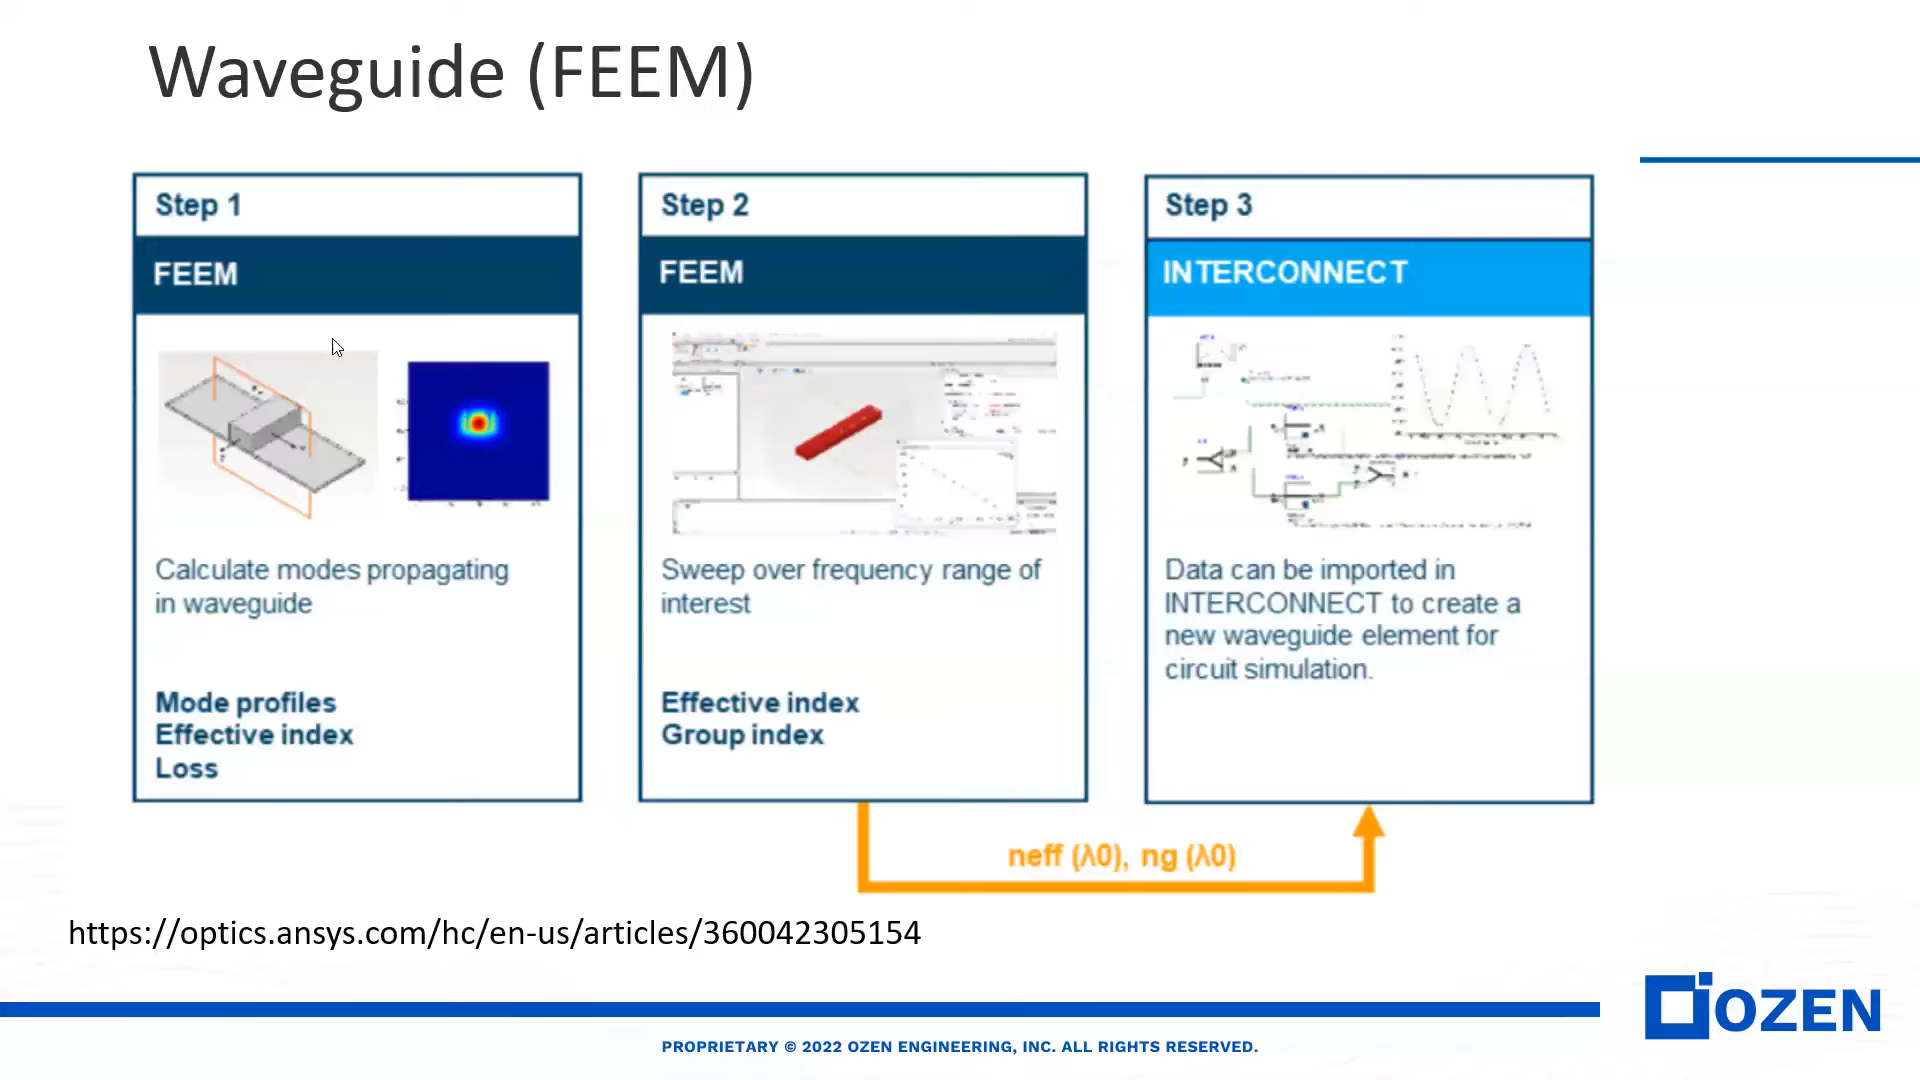 Waveguide (FEEM)
Step 1
FEEM
Calculate modes propagating
in waveguide
Mode profiles
Effective index
Loss
Step 2
FEEM
Sweep over frequency range of
interest
Effective index
Group index
Step 3
INTERCONNECT
Data can be imported in
INTERCONNECT to create a
new waveguide element for
circuit simulation.
neff (λ0), ng (λ0)
https://optics.ansys.com/hc/en-us/articles/360042305154
OZEN
PROPRIETARY © 2022 OZEN ENGINEERING, INC. ALL RIGHTS RESERVED.